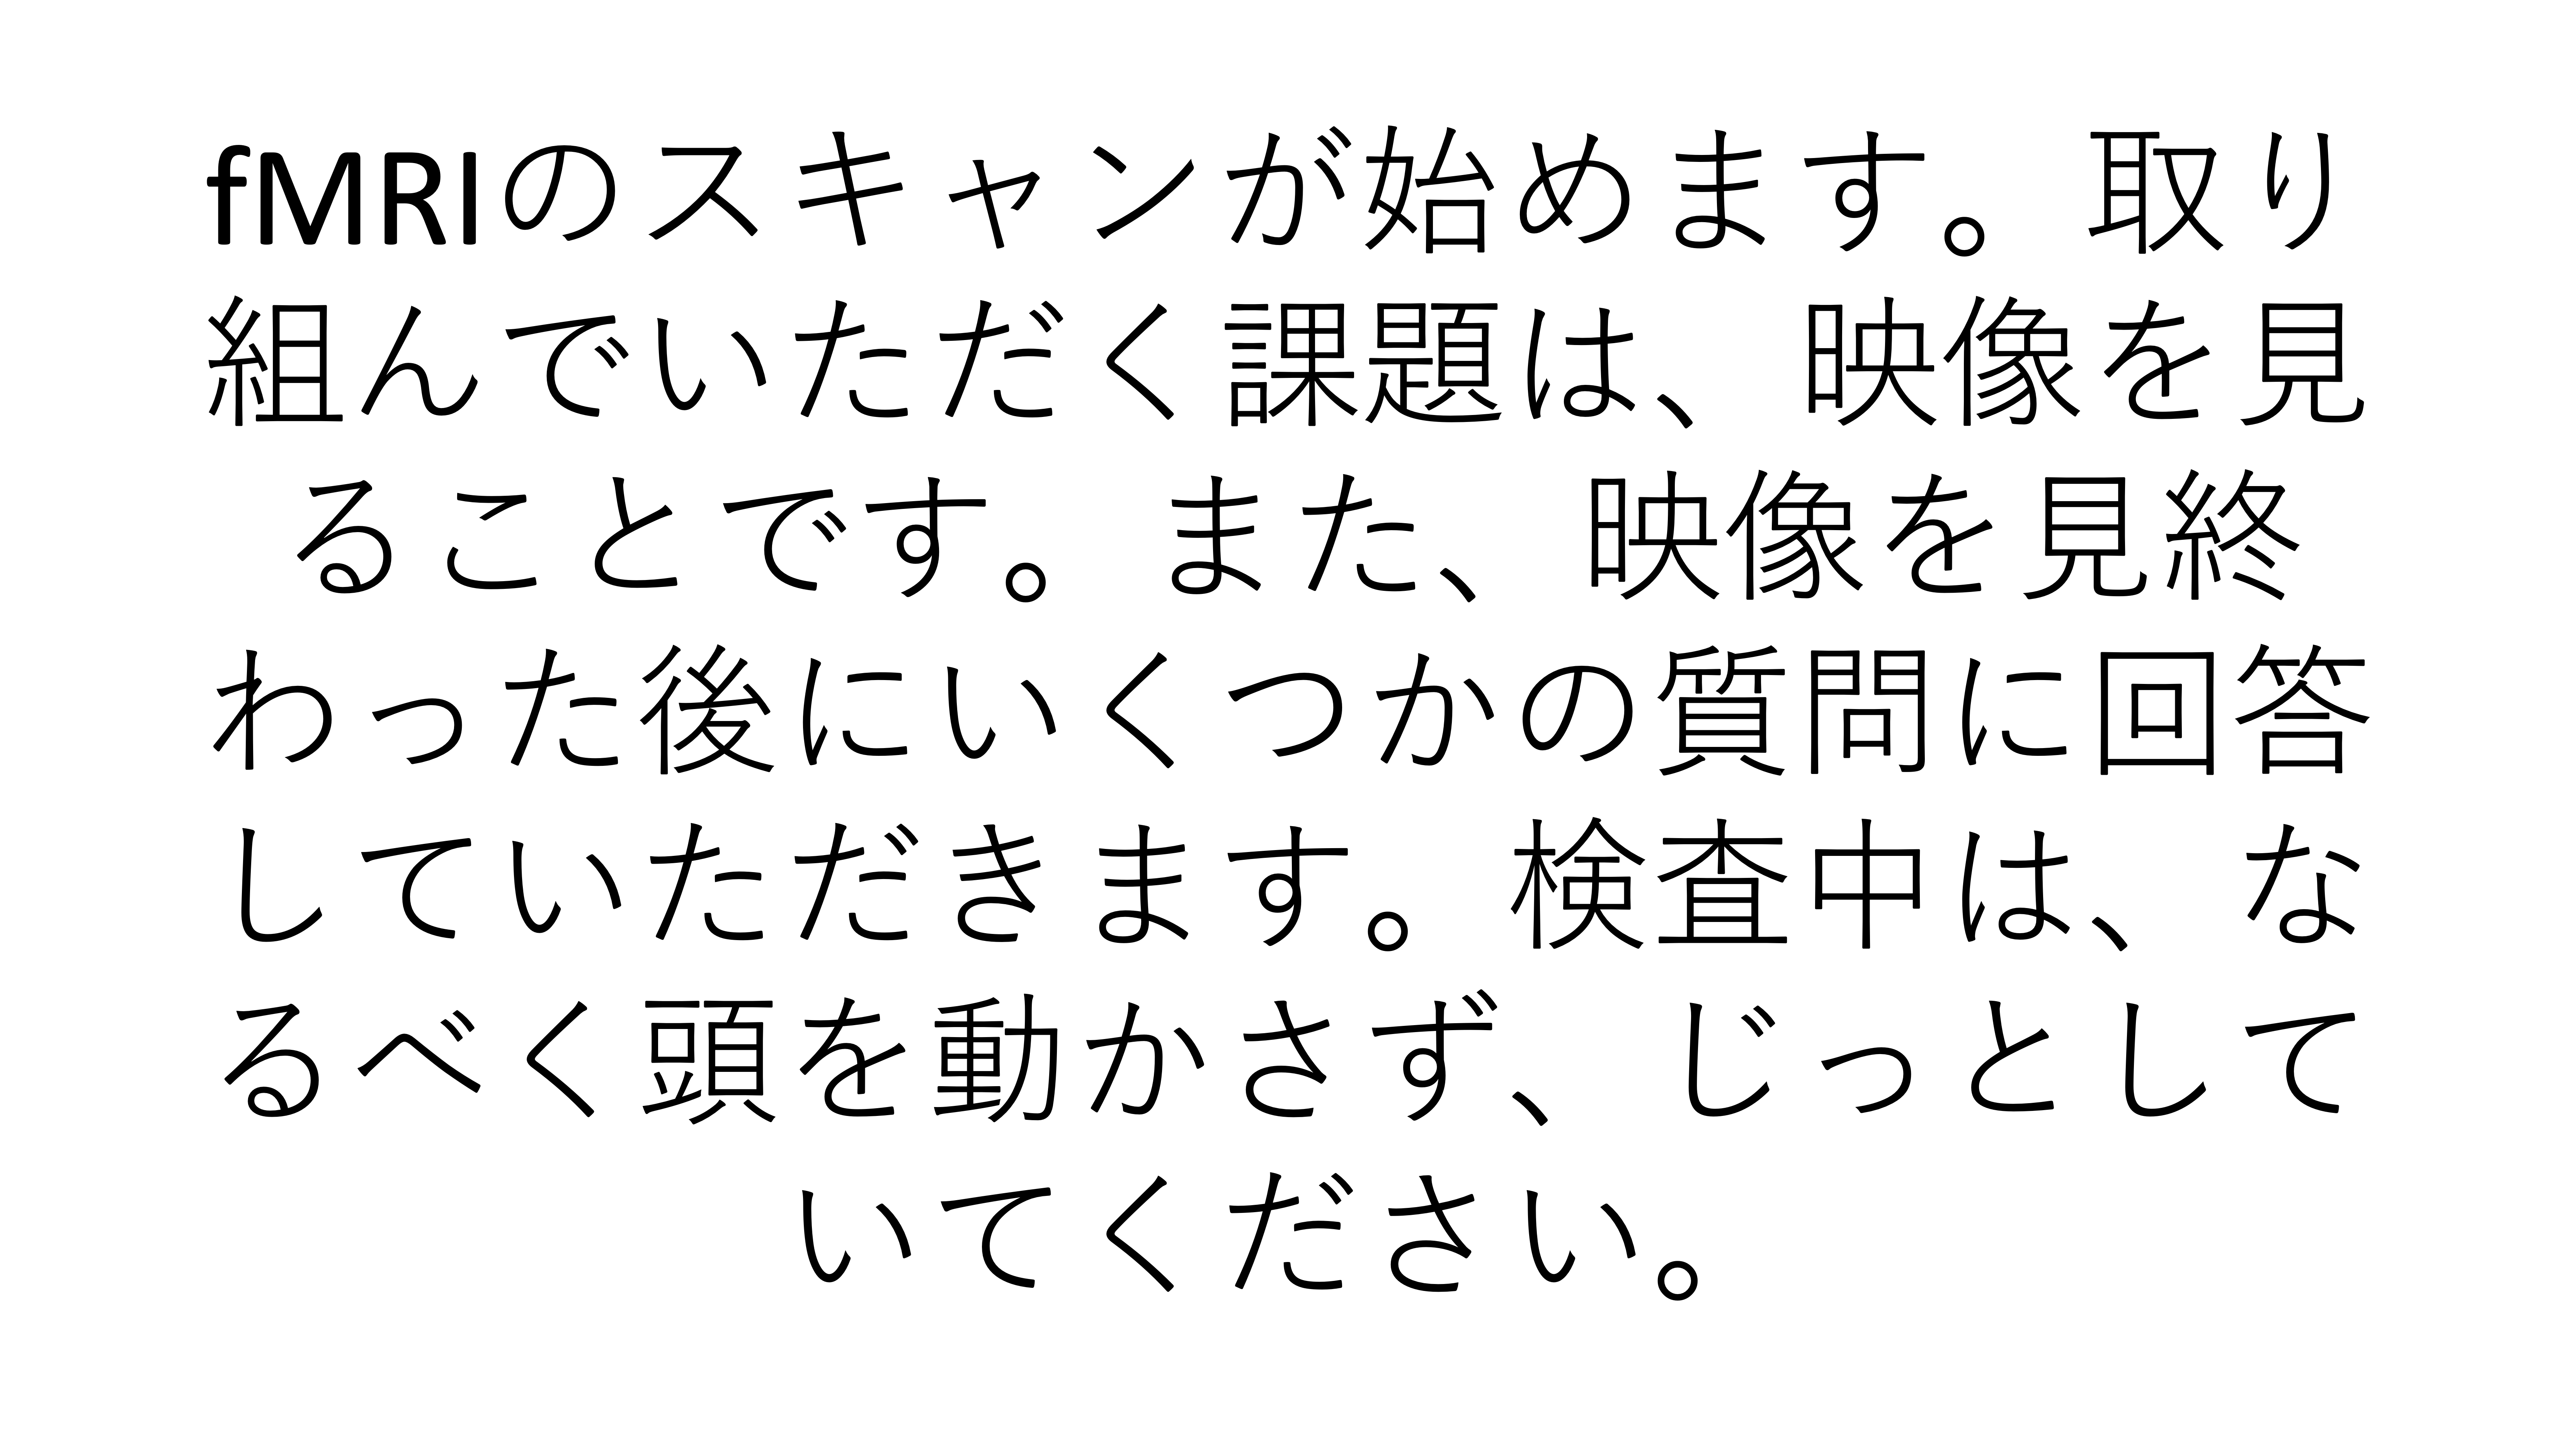 fMRIのスキャンが始めます。取り
組んでいただく課題は、映像を見
ることです。また、映像を見終
わった後にいくつかの質問に回答
していただきます。検査中は、な
るべく頭を動かさず、じっとして
いてください。